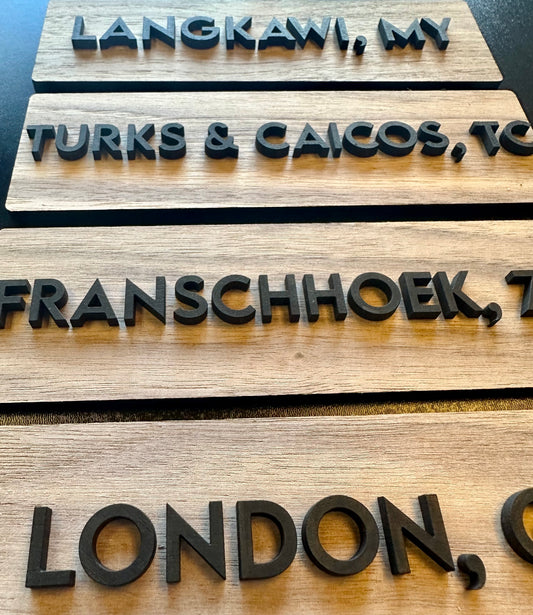 LANGKAWI, MY
TURKS & CAICOS, TC
FRANSCHHOEK,
LONDON,